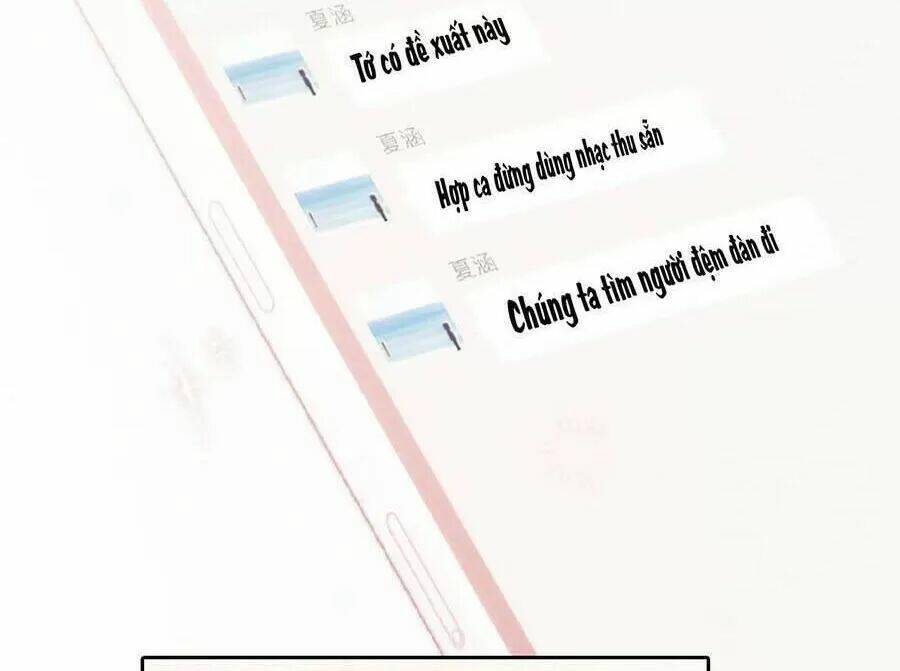 夏涵
Tớ có đề xuất này
夏涵
Hợp ca đừng dùng nhạc thu sẵn
夏涵
Chúng ta tìm người đệm đàn đi